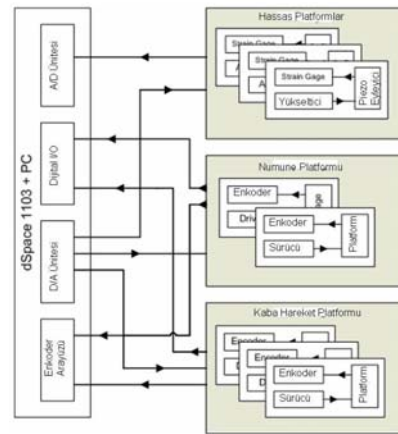 dSpace 1103 + PC
A/D Ünitesi
Dijital I/O
D/A Ünitesi
Enkoder
Arayüzü
Hassas Platformlar
Strain Gage
Strain Gage
Strain Gage
Yükseltici
Piezo
Eyleyici
Numune Platformu
Enkoder
Enkoder
Sürücü
Platform
Kaba Hareket Platformu
Encoder
Encoder
Enkoder
Sürücü
Platform